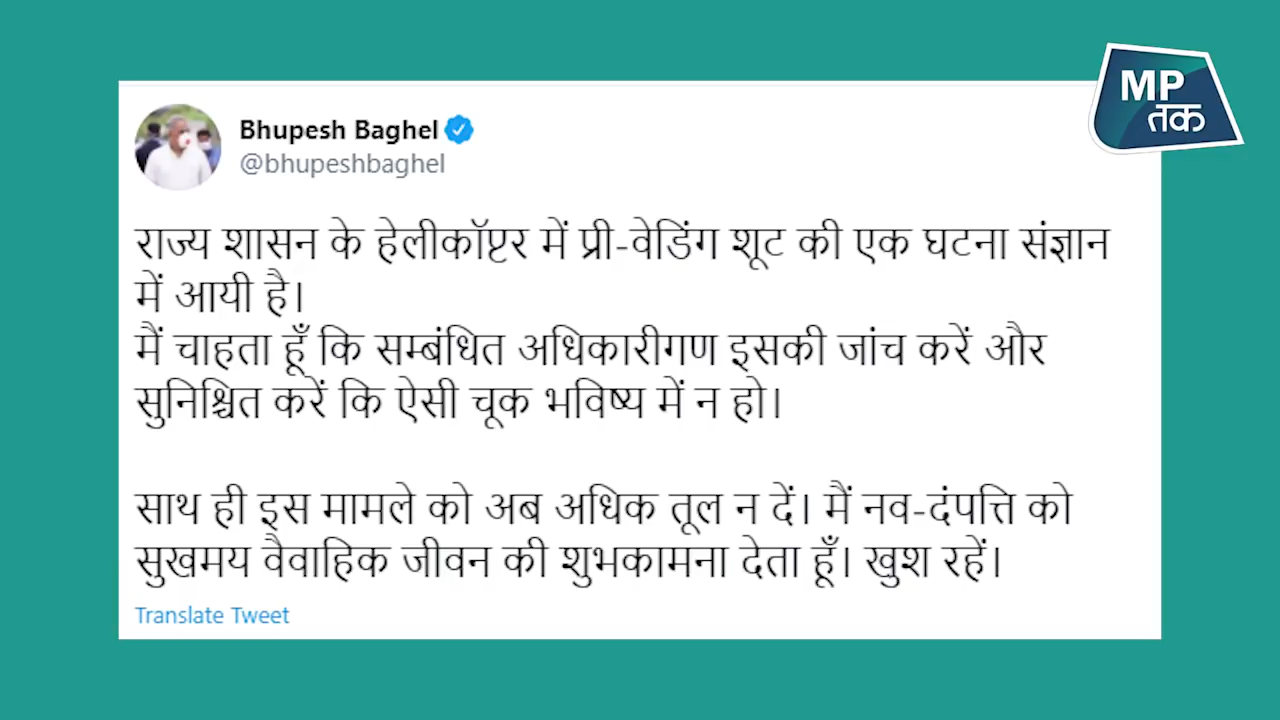 MP
तक
Bhupesh Baghel
@bhupeshbaghel
राज्य शासन के हेलीकॉप्टर में प्री-वेडिंग शूट की एक घटना संज्ञान
में आयी है।
मैं चाहता हूँ कि सम्बंधित अधिकारीगण इसकी जांच करें और
सुनिश्चित करें कि ऐसी चूक भविष्य में न हो।
साथ ही इस मामले को अब अधिक तूल न दें। मैं नव-दंपत्ति को
सुखमय वैवाहिक जीवन की शुभकामना देता हूँ। खुश रहें।
Translate Tweet